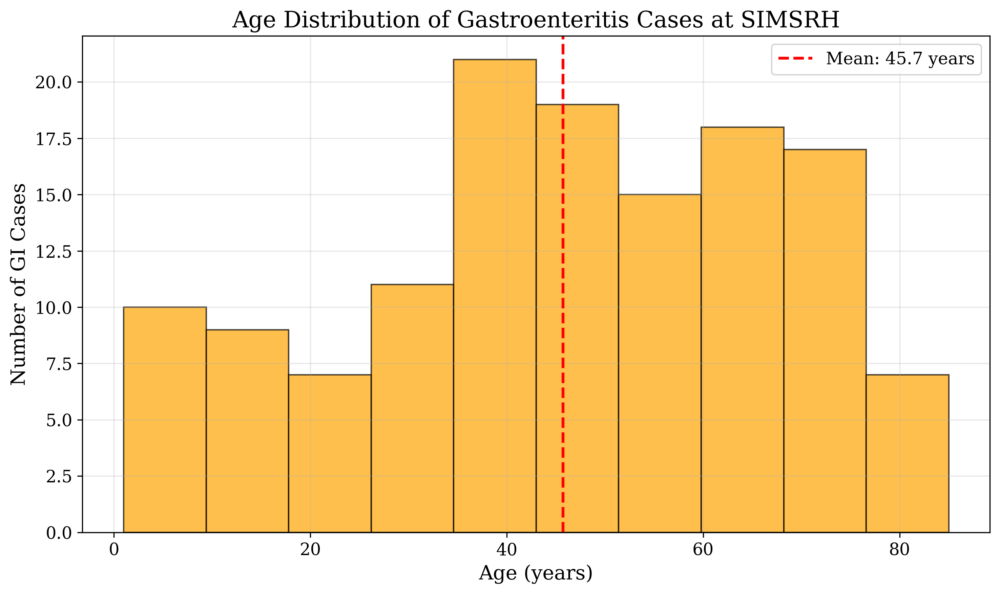 Age Distribution of Gastroenteritis Cases at SIMSRH
Mean: 45.7 years
Number of GI Cases
20.0
17.5
15.0
12.5
10.0
7.5
5.0
2.5
0.0
0 20 40 60 80
Age (years)